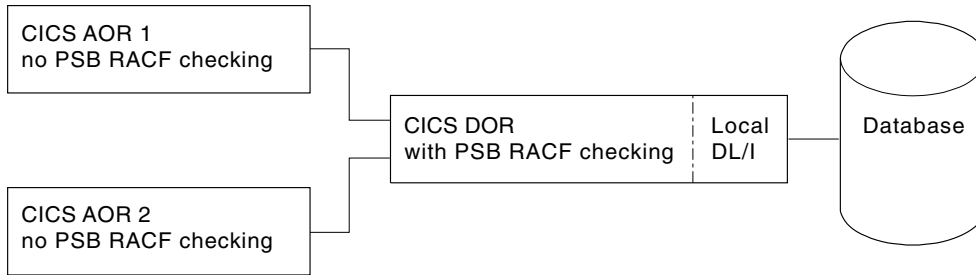 CICS AOR 1
no PSB RACF checking
CICS DOR
with PSB RACF checking
Local
DL/I
Database
CICS AOR 2
no PSB RACF checking